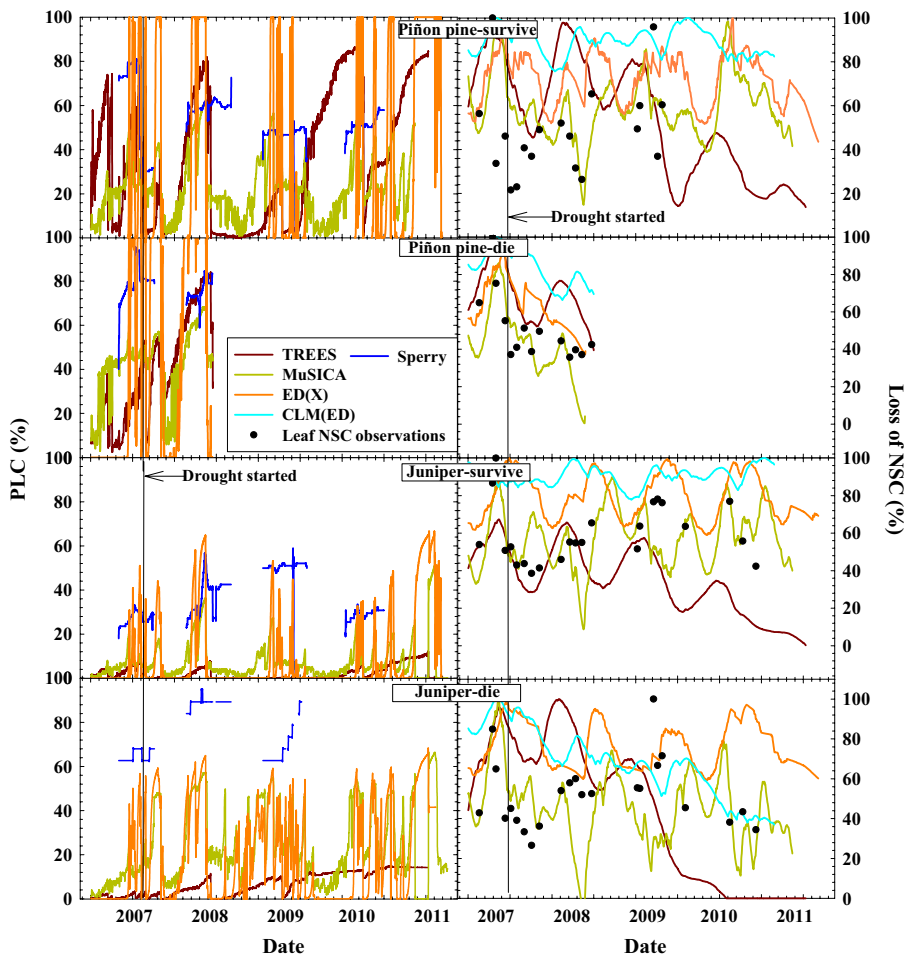 Piñon pine-survive
100
80
60
40
20
100
100
80
60
40
20
Drought started
Piñon pine-die
80
60
40
20
100
100
80
60
40
20
0
TREES
Sperry
MuSICA
ED(X)
CLM(ED)
Leaf NSC observations
PLC (%)
Loss of NSC (%)
Juniper-survive
Drought started
80
60
40
20
100
100
80
60
40
20
0
Juniper-die
80
60
40
20
0
100
80
60
40
20
0
2007 2008 2009 2010 2011
2007 2008 2009 2010 2011
Date
Date